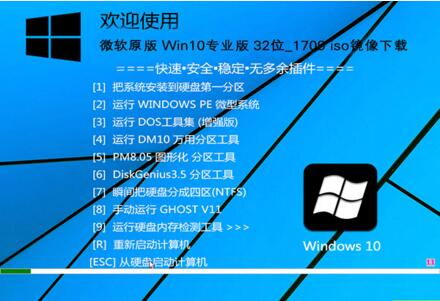 欢迎使用
微软原版 Win10专业版 32位_1709 iso镜像下载
====快速•安全•稳定•无多余插件====
[1] 把系统安装到硬盘第一分区
[2] 运行 WINDOWS PE 微型系统
[3] 运行 DOS工具集 (增强版)
[4] 运行 DM10 万用分区工具
[5] PM8.05 图形化 分区工具
[6] DiskGenius3.5 分区工具
[7] 瞬间把硬盘分成四区(NTFS)
[8] 手动运行 GHOST V11
[9] 运行硬盘内存检测工具 >>>
[R] 重新启动计算机
[ESC] 从硬盘启动计算机
Windows 10
11